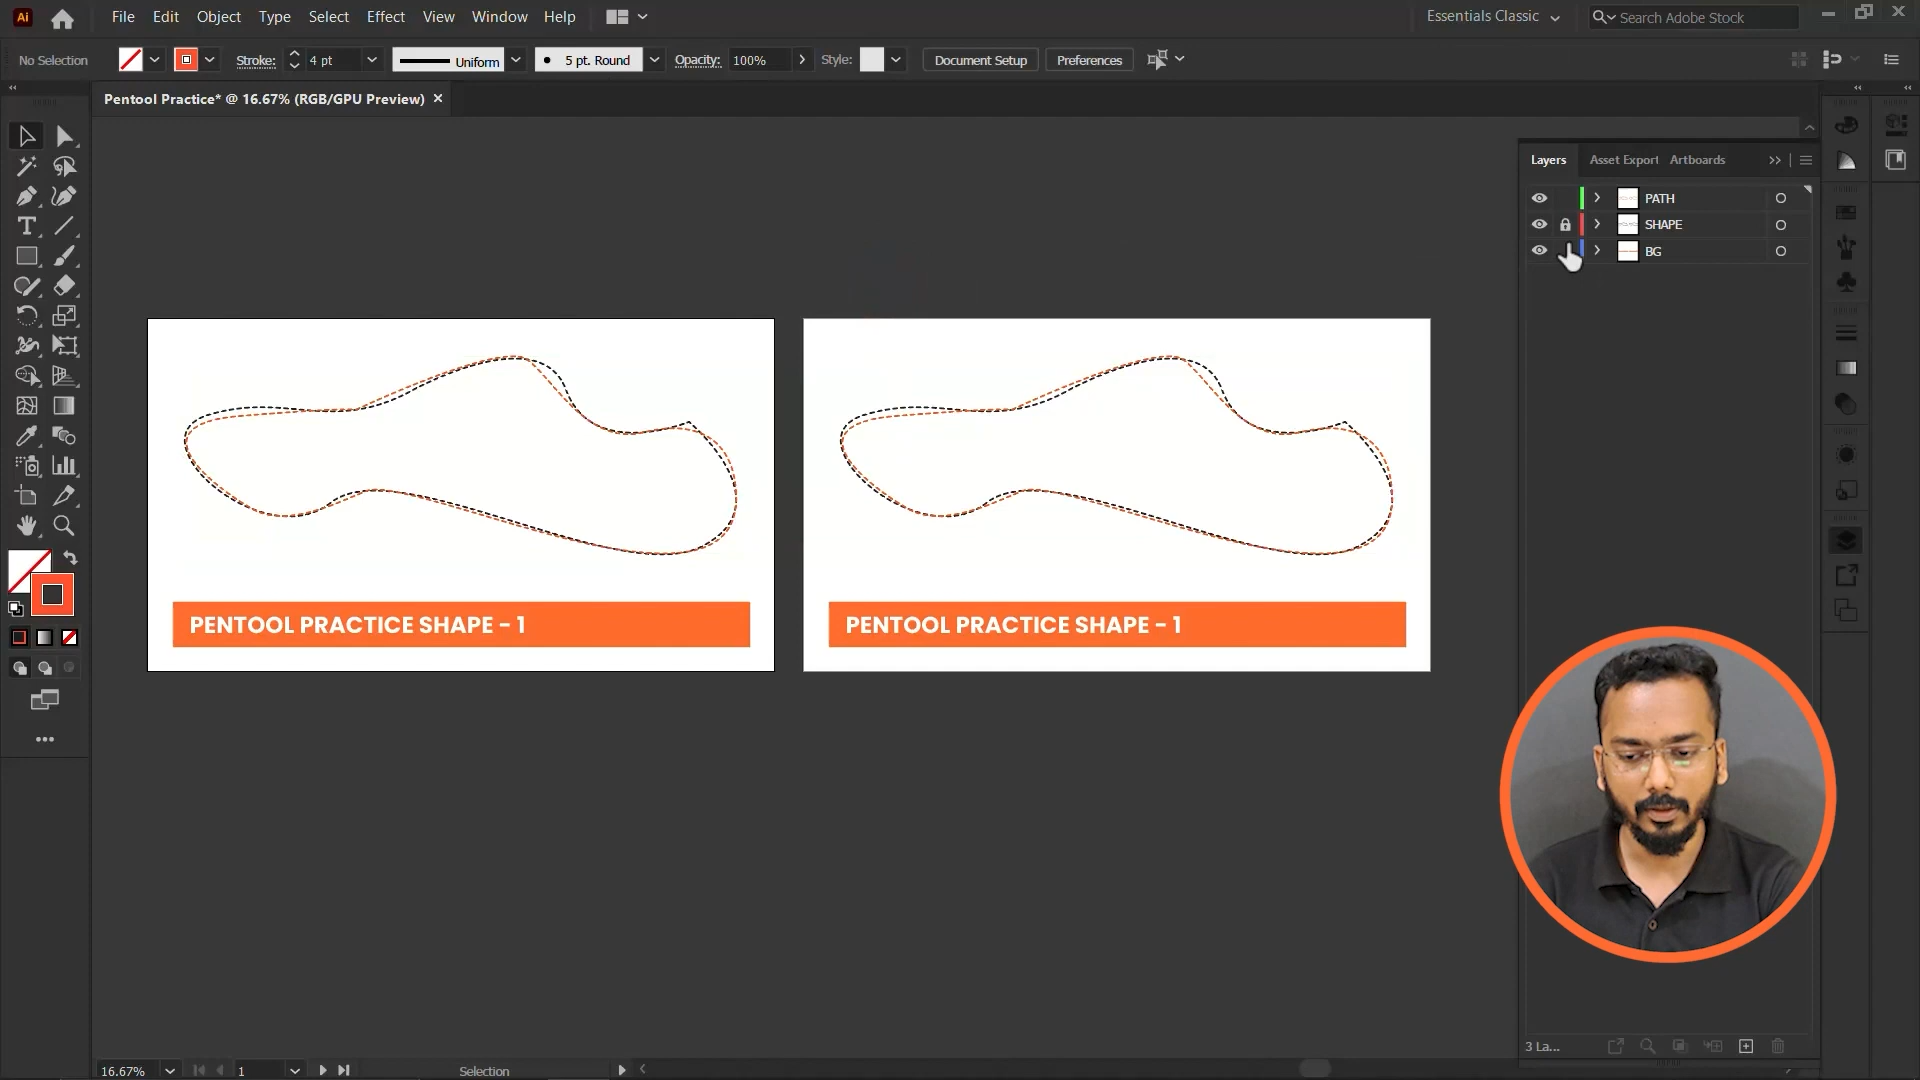 Ai File Edit Object Type Select Effect View Window Help Essentials Classic Search Adobe Stock
No Selection Stroke: 4 pt Uniform 5 pt. Round Opacity: 100% Style: Document Setup Preferences
Pentool Practice* @ 16.67% (RGB/GPU Preview) ×
Layers Asset Export Artboards
PATH
SHAPE
BG
PENTOOL PRACTICE SHAPE - 1
PENTOOL PRACTICE SHAPE - 1
3 La...
16.67% 1 Selection